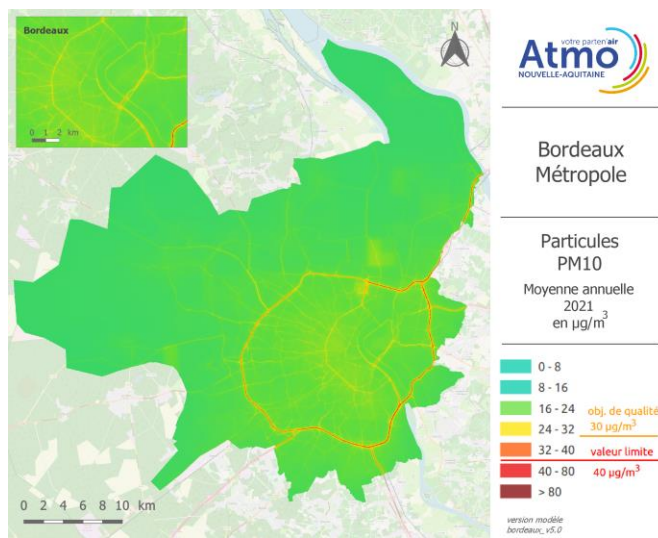 Bordeaux
0 1 2 km
N
0 2 4 6 8 10 km
votre parten'air
Atmo
NOUVELLE-AQUITAINE
Bordeaux
Métropole
Particules
PM10
Moyenne annuelle
2021
en µg/m³
0 - 8
8 - 16
16 - 24
24 - 32
32 - 40
40 - 80
> 80
obj. de qualité
30 µg/m³
valeur limite
40 µg/m³
version modèle
bordeaux_v5.0